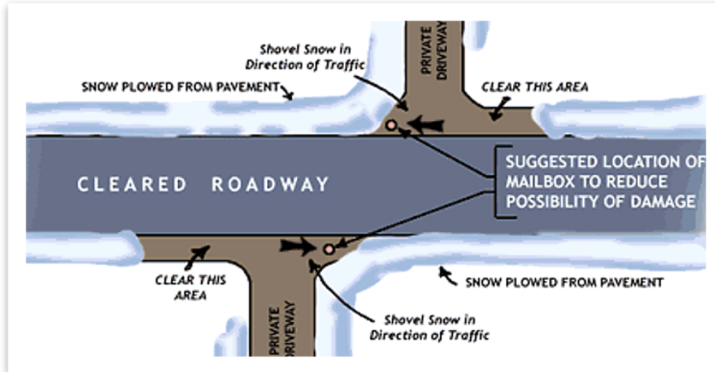 Shovel Snow in
Direction of Traffic
PRIVATE
DRIVEWAY
SNOW PLOWED FROM PAVEMENT
CLEAR THIS AREA
CLEARED ROADWAY
SUGGESTED LOCATION OF
MAILBOX TO REDUCE
POSSIBILITY OF DAMAGE
CLEAR THIS
AREA
SNOW PLOWED FROM PAVEMENT
PRIVATE
DRIVEWAY
Shovel Snow in
Direction of Traffic